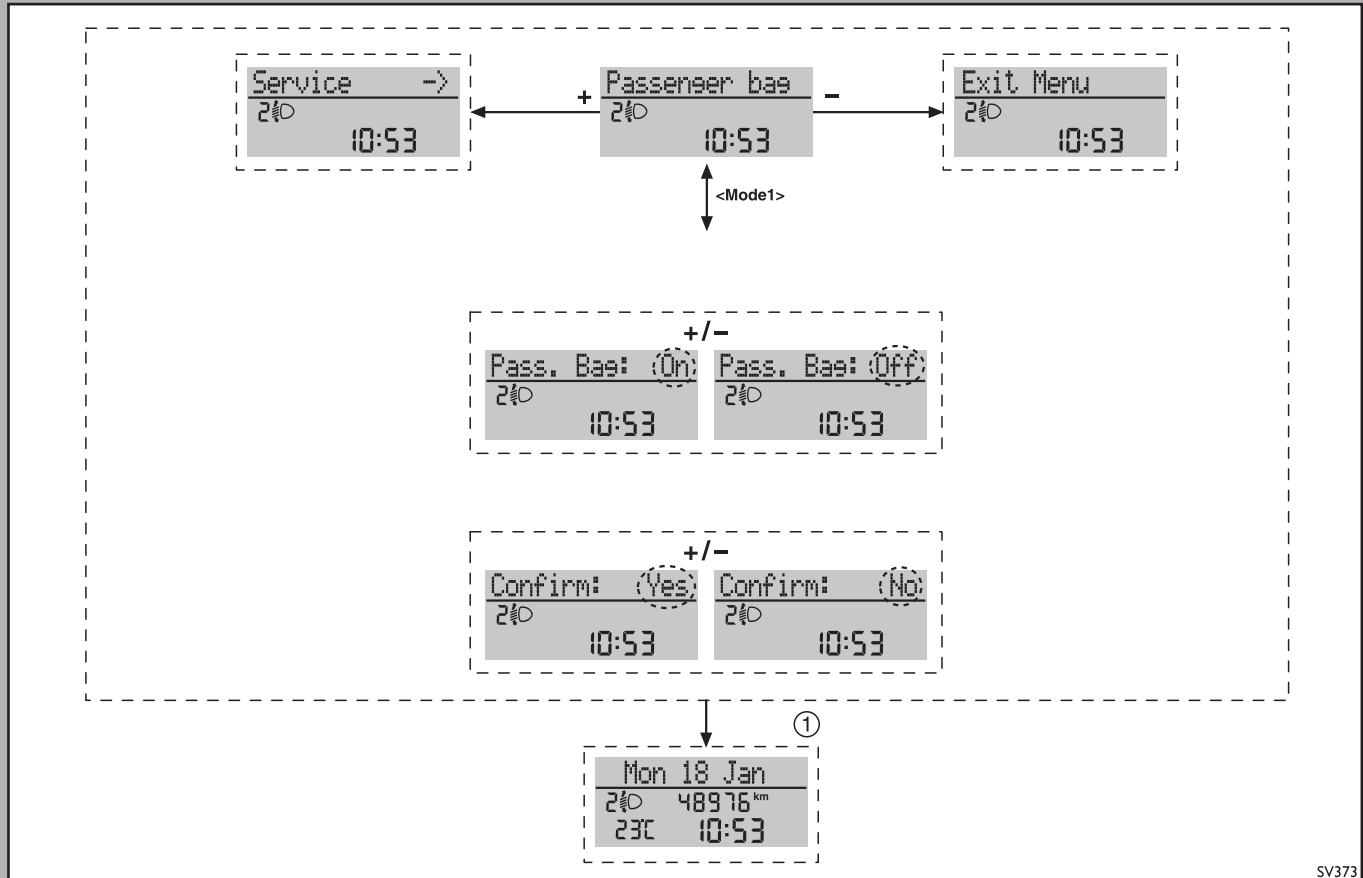 Service -> + Passenger bag − Exit Menu
2 2 2
10:53 10:53 10:53
<Mode1>
+/−
Pass. Bag: On Pass. Bag: Off
2 2
10:53 10:53
+/−
Confirm: Yes Confirm: No
2 2
10:53 10:53
①
Mon 18 Jan
2 48976 km
23°C 10:53
SV373